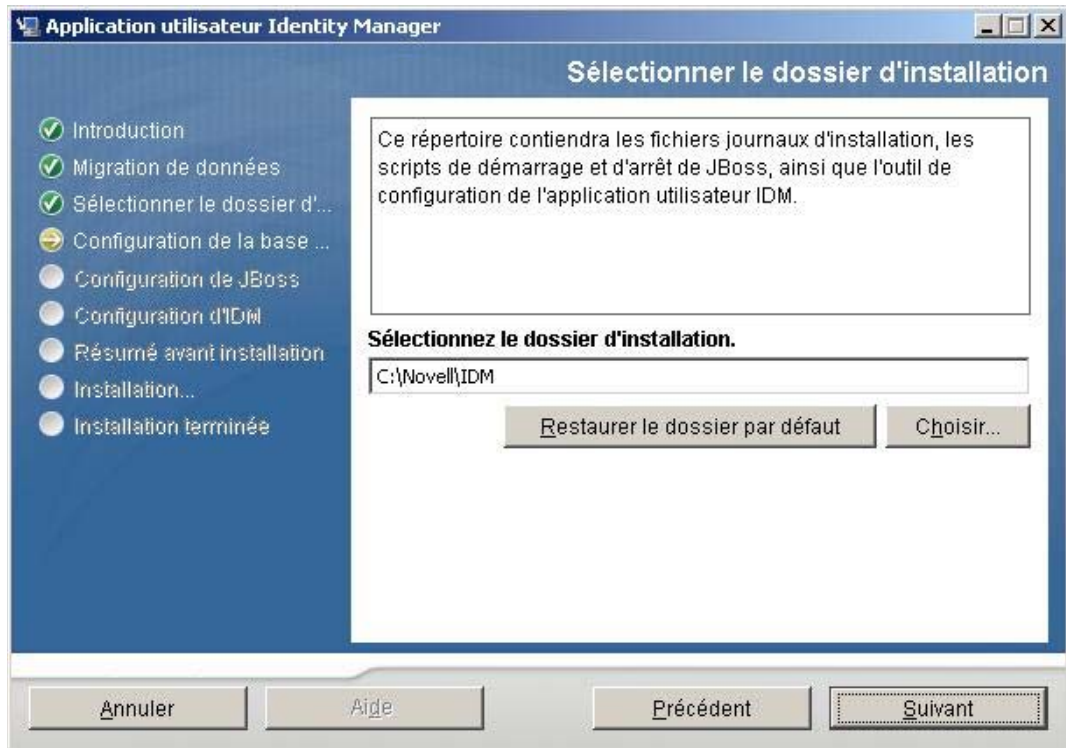 Application utilisateur Identity Manager
Sélectionner le dossier d'installation
Introduction
Migration de données
Sélectionner le dossier d'...
Configuration de la base ...
Configuration de JBoss
Configuration d'IDM
Résumé avant installation
Installation...
Installation terminée
Ce répertoire contiendra les fichiers journaux d'installation, les
scripts de démarrage et d'arrêt de JBoss, ainsi que l'outil de
configuration de l'application utilisateur IDM.
Sélectionnez le dossier d'installation.
C:\Novell\IDM
Restaurer le dossier par défaut
Choisir...
Annuler
Aide
Précédent
Suivant